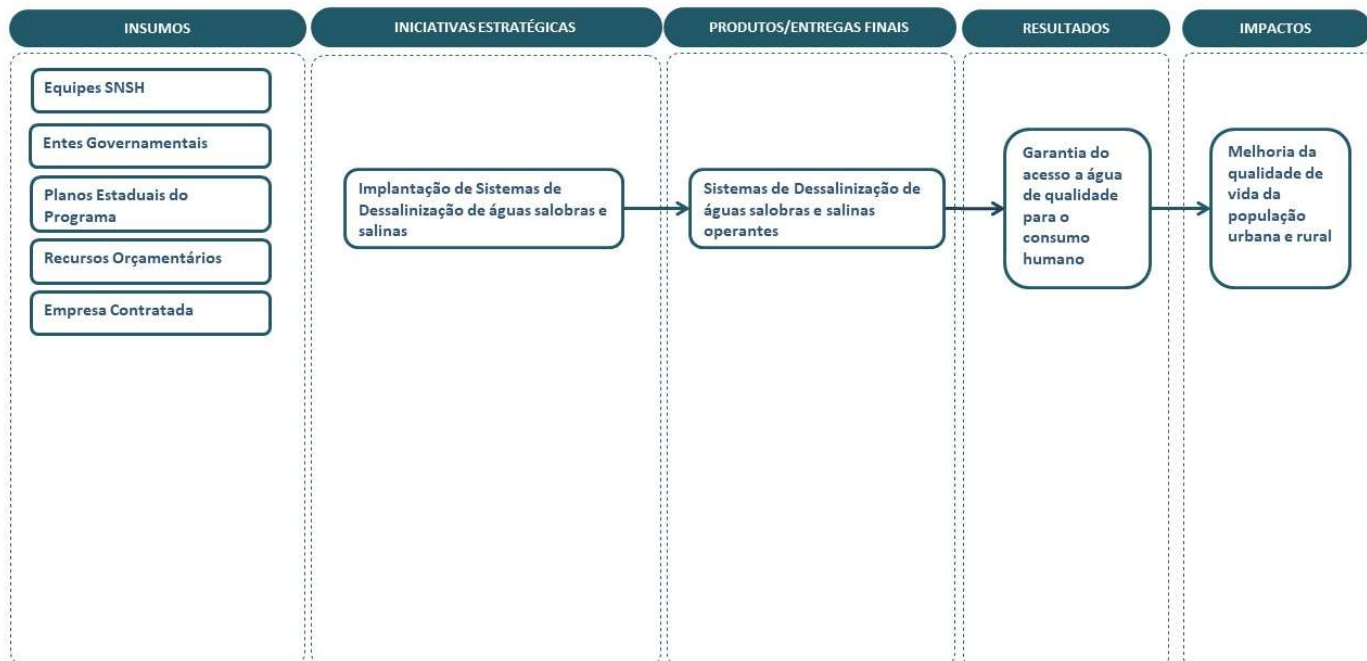 INSUMOS
INICIATIVAS ESTRATÉGICAS
PRODUTOS/ENTREGAS FINAIS
RESULTADOS
IMPACTOS
Equipes SNSH
Entes Governamentais
Planos Estaduais do
Programa
Recursos Orçamentários
Empresa Contratada
Implantação de Sistemas de
Dessalinização de águas salobras e
salinas
Sistemas de Dessalinização de
águas salobras e salinas
operantes
Garantia do
acesso a água
de qualidade
para o
consumo
humano
Melhoria da
qualidade de
vida da
população
urbana e rural